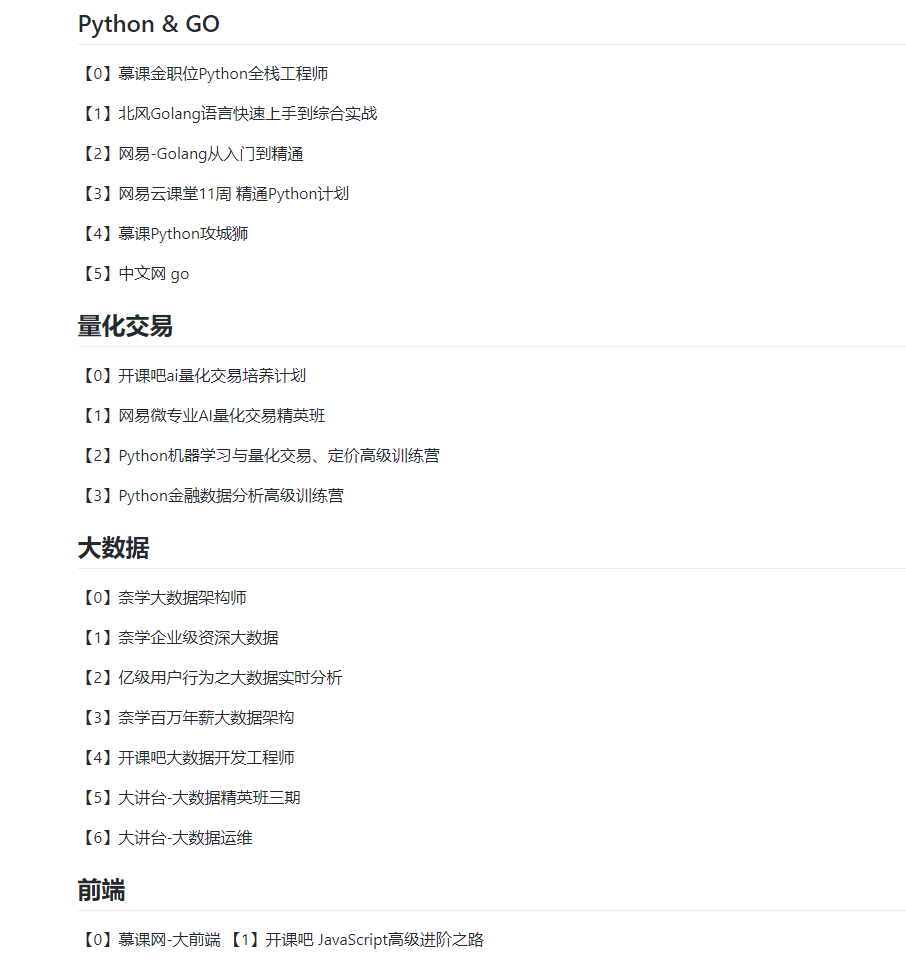 Python & GO
【0】慕课金职位Python全栈工程师
【1】北风Golang语言快速上手到综合实战
【2】网易-Golang从入门到精通
【3】网易云课堂11周 精通Python计划
【4】慕课Python攻城狮
【5】中文网 go
量化交易
【0】开课吧ai量化交易培养计划
【1】网易微专业AI量化交易精英班
【2】Python机器学习与量化交易、定价高级训练营
【3】Python金融数据分析高级训练营
大数据
【0】奈学大数据架构师
【1】奈学企业级资深大数据
【2】亿级用户行为之大数据实时分析
【3】奈学百万年薪大数据架构
【4】开课吧大数据开发工程师
【5】大讲台-大数据精英班三期
【6】大讲台-大数据运维
前端
【0】慕课网-大前端 【1】开课吧 JavaScript高级进阶之路